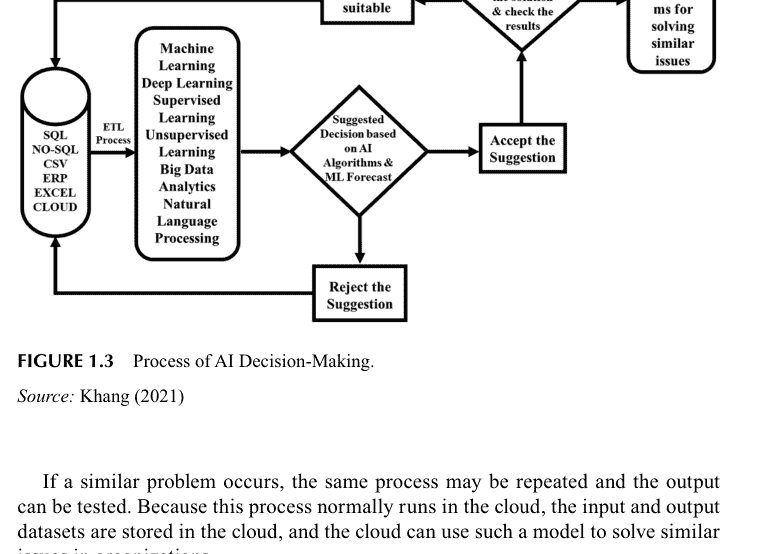 suitable
& check the
results
ms for
solving
similar
issues
SQL
NO-SQL
CSV
ERP
EXCEL
CLOUD
ETL
Process
Machine
Learning
Deep Learning
Supervised
Learning
Unsupervised
Learning
Big Data
Analytics
Natural
Language
Processing
Suggested
Decision based
on AI
Algorithms &
ML Forecast
Accept the
Suggestion
Reject the
Suggestion
FIGURE 1.3 Process of AI Decision-Making.
Source: Khang (2021)
If a similar problem occurs, the same process may be repeated and the output
can be tested. Because this process normally runs in the cloud, the input and output
datasets are stored in the cloud, and the cloud can use such a model to solve similar